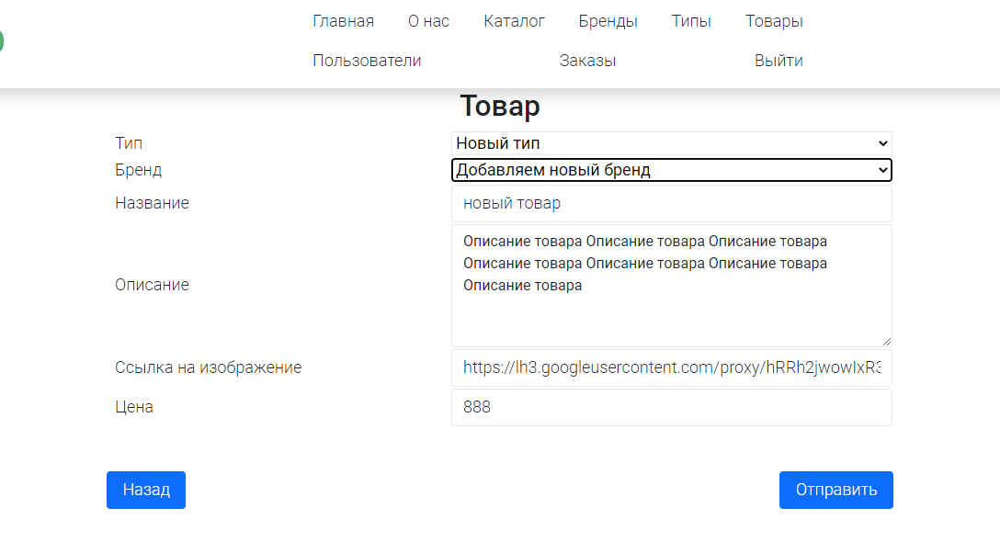 Главная О нас Каталог Бренды Типы Товары
Пользователи Заказы Выйти
Товар
Тип Новый тип
Бренд Добавляем новый бренд
Название новый товар
Описание товара Описание товара Описание товара
Описание товара Описание товара Описание товара
Описание Описание товара
Ссылка на изображение https://lh3.googleusercontent.com/proxy/hRRh2jwowIxR3
Цена 888
Назад Отправить